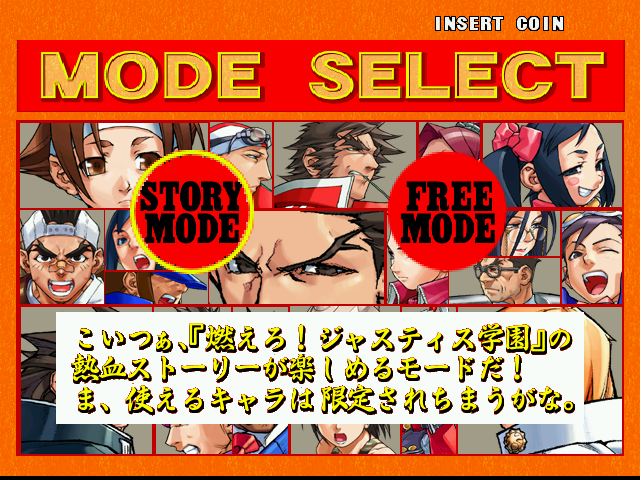 INSERT COIN
MODE SELECT
STORY MODE
FREE MODE
こいつぁ、『燃えろ！ジャスティス学園』の
熱血ストーリーが楽しめるモードだ！
ま、使えるキャラは限定されちまうがな。